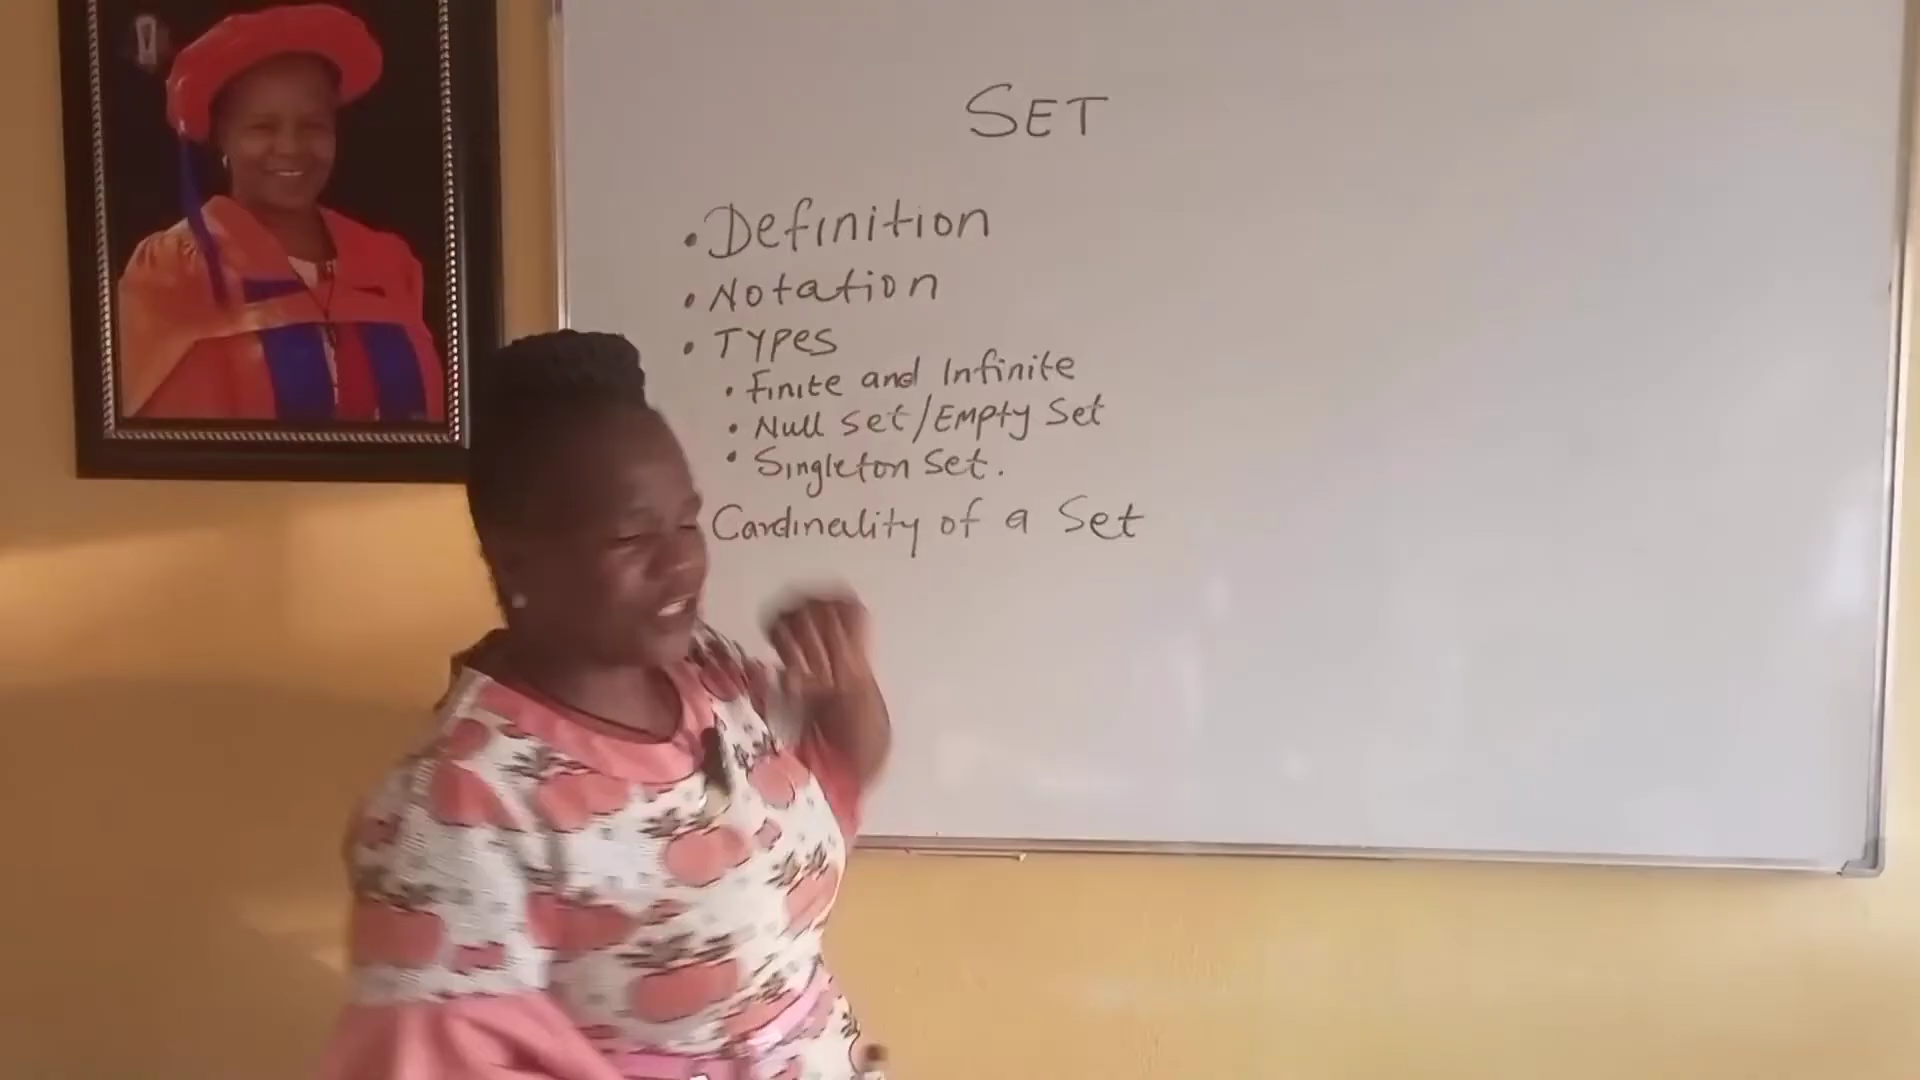 SET
• Definition
• Notation
• Types
• Finite and Infinite
• Null set/Empty Set
• Singleton set.
Cardinality of a Set